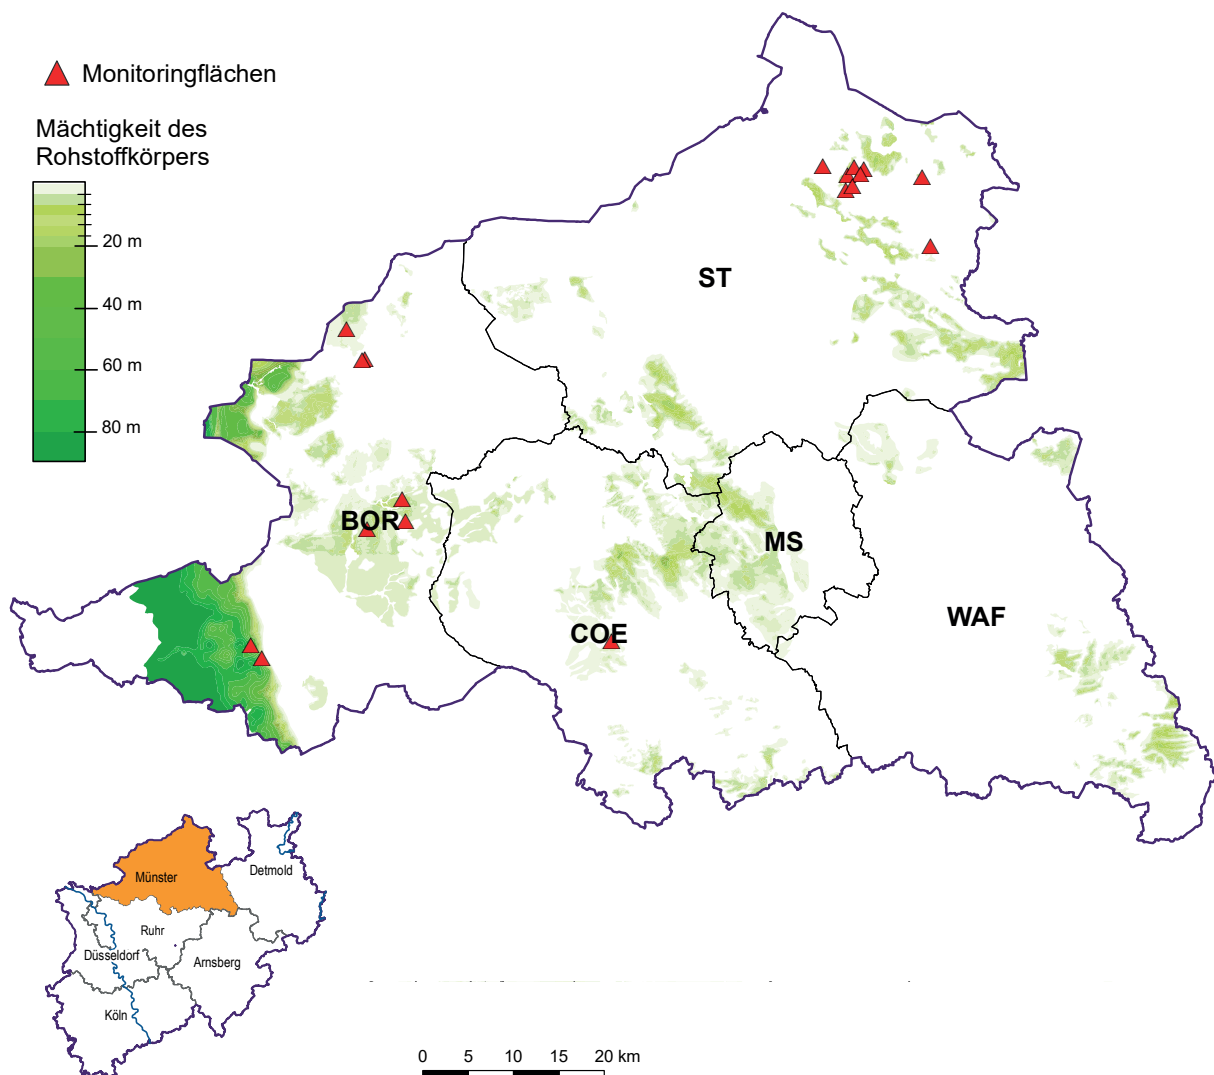 Monitoringflächen
Mächtigkeit des
Rohstoffkörpers
20 m
40 m
60 m
80 m
ST
BOR
MS
COE
WAF
Münster
Detmold
Ruhr
Düsseldorf
Arnsberg
Köln
0 5 10 15 20 km